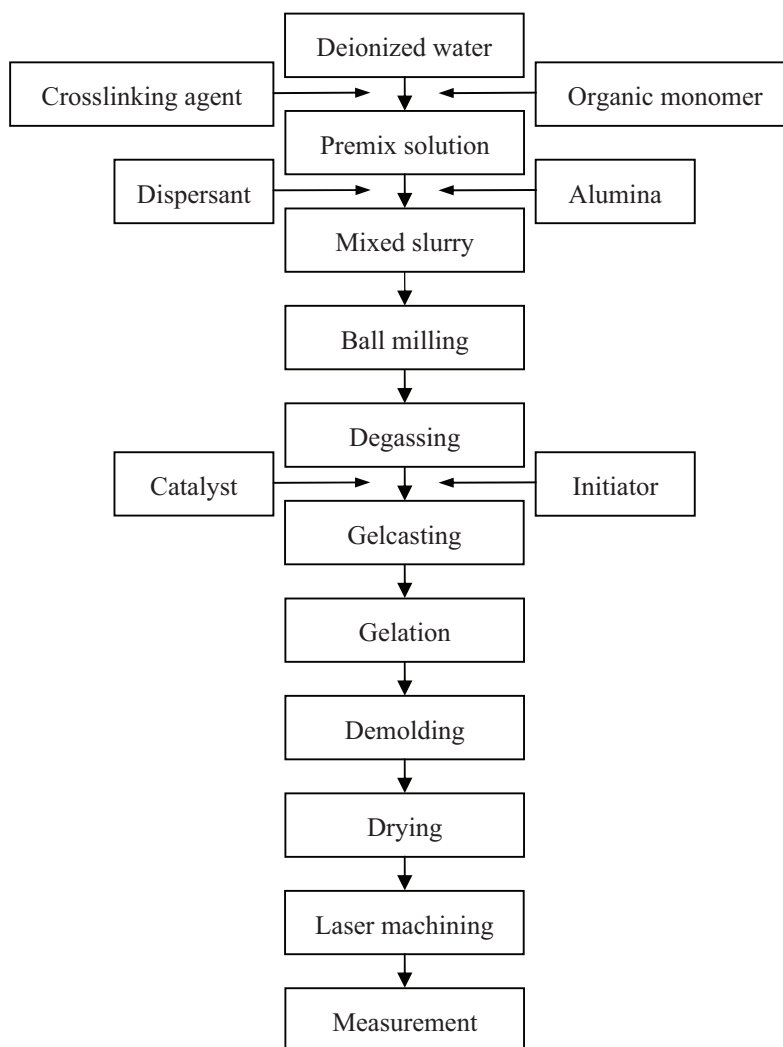 Deionized water
Crosslinking agent
Organic monomer
Premix solution
Dispersant
Alumina
Mixed slurry
Ball milling
Degassing
Catalyst
Initiator
Gelcasting
Gelation
Demolding
Drying
Laser machining
Measurement